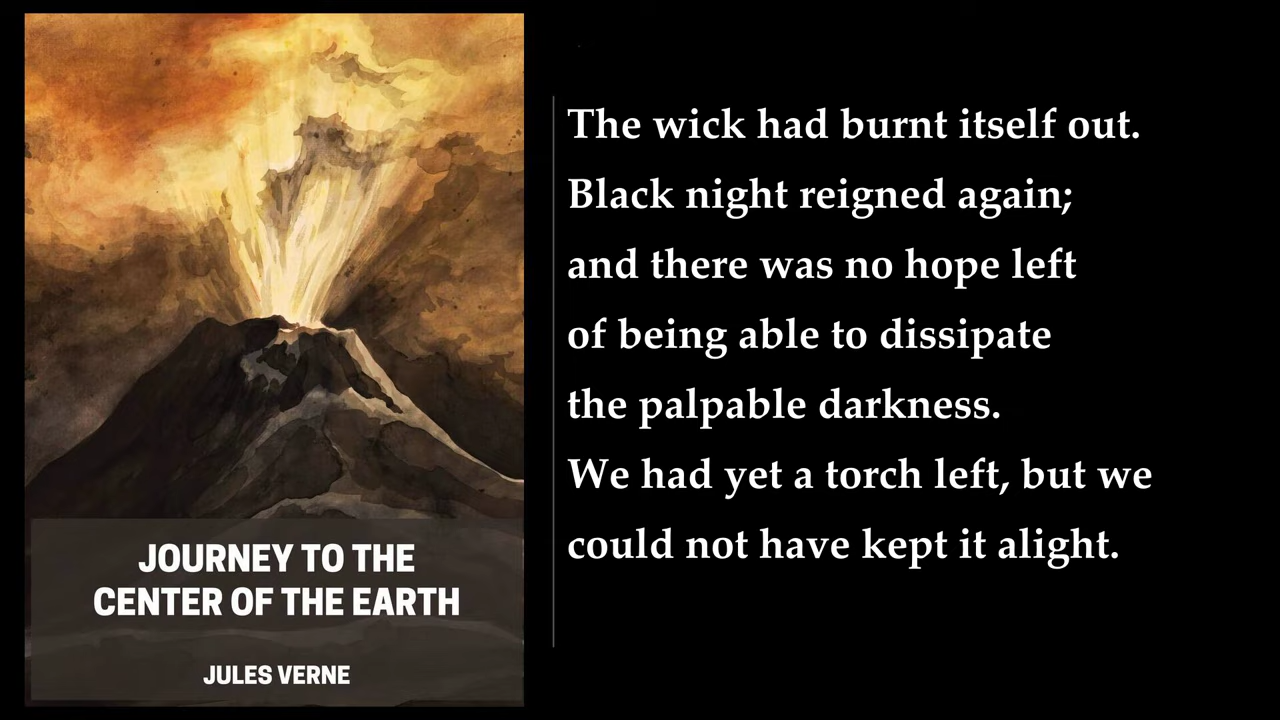 JOURNEY TO THE
CENTER OF THE EARTH
JULES VERNE
The wick had burnt itself out.
Black night reigned again;
and there was no hope left
of being able to dissipate
the palpable darkness.
We had yet a torch left, but we
could not have kept it alight.